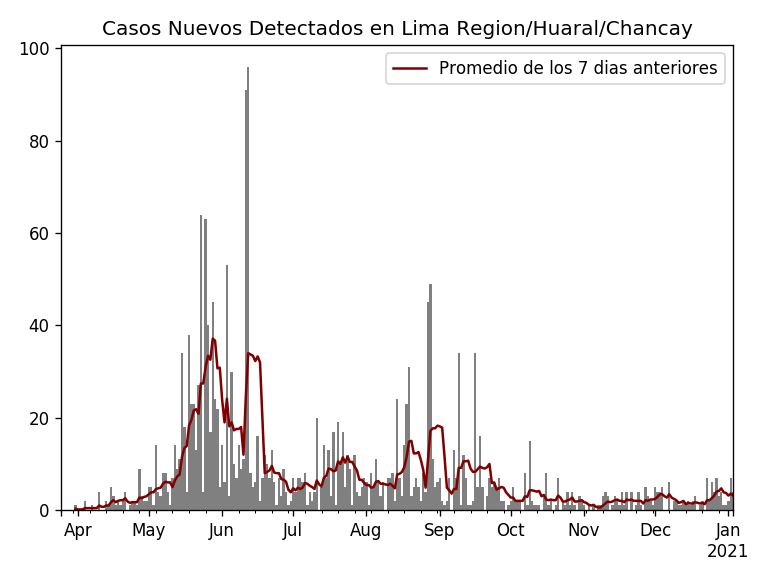 Casos Nuevos Detectados en Lima Region/Huaral/Chancay
Promedio de los 7 dias anteriores
100
80
60
40
20
0
Apr May Jun Jul Aug Sep Oct Nov Dec Jan
2021